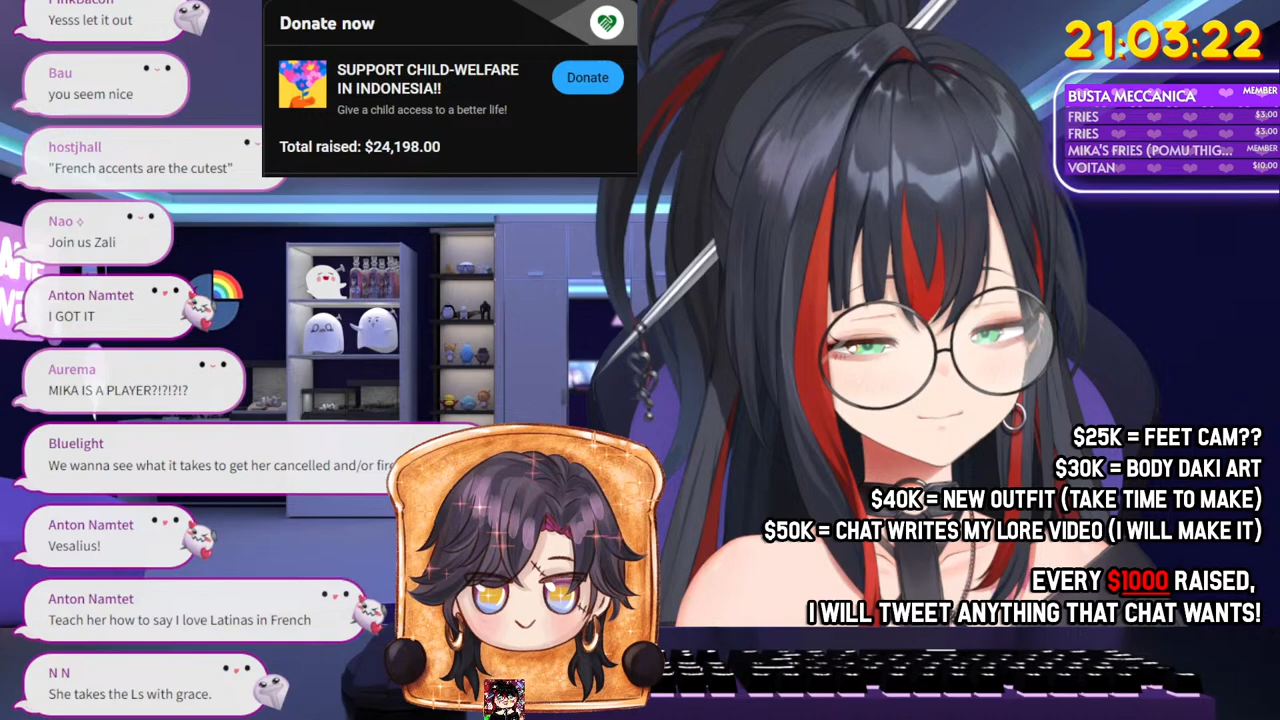 PinkBacon
Yesss let it out
Bau
you seem nice
hostjhall
"French accents are the cutest"
Nao
Join us Zali
Anton Namtet
I GOT IT
Aurema
MIKA IS A PLAYER?!?!?!?
Bluelight
We wanna see what it takes to get her cancelled and/or fire
Anton Namtet
Vesalius!
Anton Namtet
Teach her how to say I love Latinas in French
N N
She takes the Ls with grace.
Donate now
SUPPORT CHILD-WELFARE
IN INDONESIA!!
Give a child access to a better life!
Donate
Total raised: $24,198.00
21:03:22
BUSTA MECCANICA MEMBER
FRIES $3.00
FRIES $3.00
MIKA'S FRIES (POMU THIG... MEMBER
VOITAN $10.00
$25K = FEET CAM??
$30K = BODY DAKI ART
$40K = NEW OUTFIT (TAKE TIME TO MAKE)
$50K = CHAT WRITES MY LORE VIDEO (I WILL MAKE IT)
EVERY $1000 RAISED,
I WILL TWEET ANYTHING THAT CHAT WANTS!